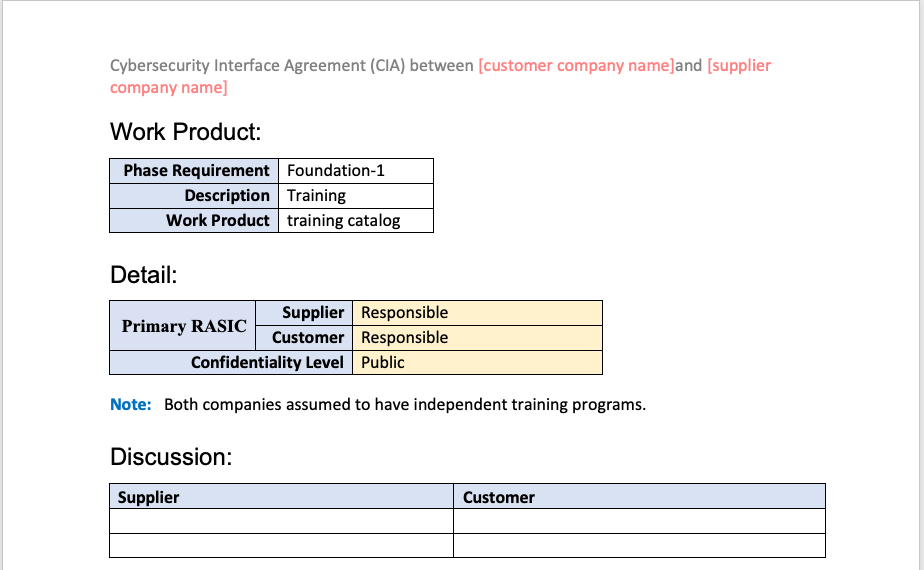 Cybersecurity Interface Agreement (CIA) between [customer company name]and [supplier
company name]
Work Product:
Phase Requirement Foundation-1
Description Training
Work Product training catalog
Detail:
Primary RASIC Supplier Responsible
Customer Responsible
Confidentiality Level Public
Note: Both companies assumed to have independent training programs.
Discussion:
Supplier Customer